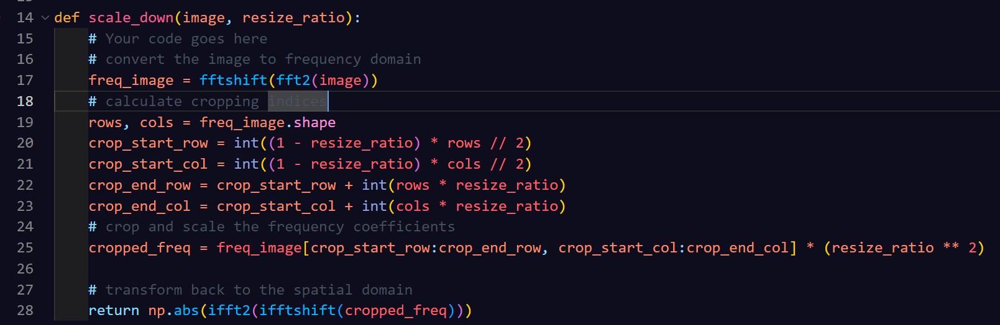 14 def scale_down(image, resize_ratio):
15 # Your code goes here
16 # convert the image to frequency domain
17 freq_image = fftshift(fft2(image))
18 # calculate cropping indices
19 rows, cols = freq_image.shape
20 crop_start_row = int((1 - resize_ratio) * rows // 2)
21 crop_start_col = int((1 - resize_ratio) * cols // 2)
22 crop_end_row = crop_start_row + int(rows * resize_ratio)
23 crop_end_col = crop_start_col + int(cols * resize_ratio)
24 # crop and scale the frequency coefficients
25 cropped_freq = freq_image[crop_start_row:crop_end_row, crop_start_col:crop_end_col] * (resize_ratio ** 2)
26
27 # transform back to the spatial domain
28 return np.abs(ifft2(ifftshift(cropped_freq)))